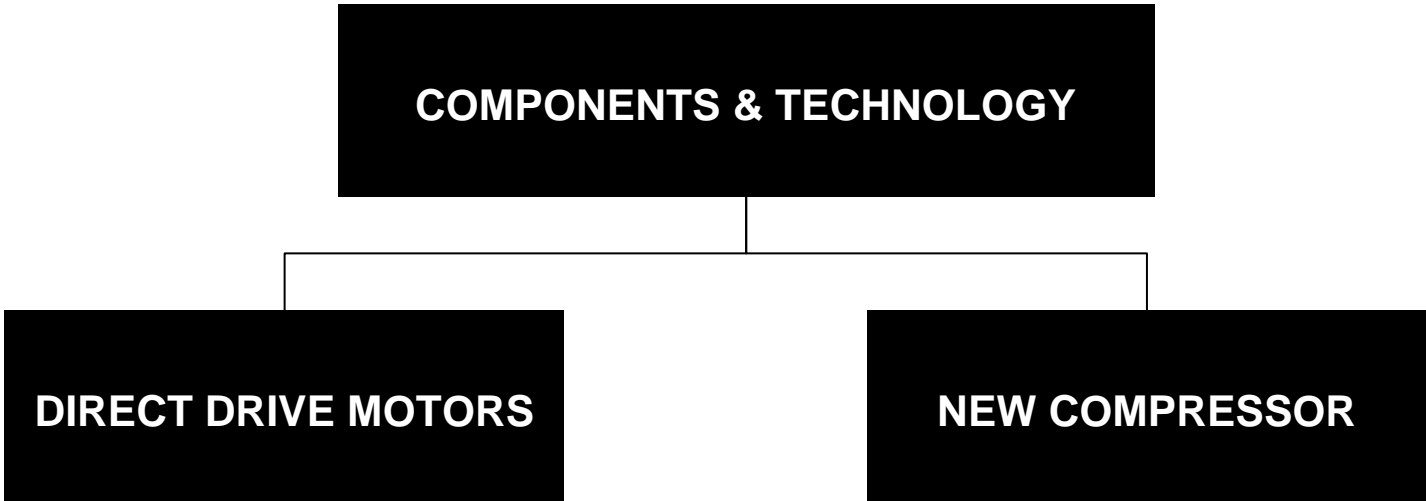 COMPONENTS & TECHNOLOGY
DIRECT DRIVE MOTORS
NEW COMPRESSOR